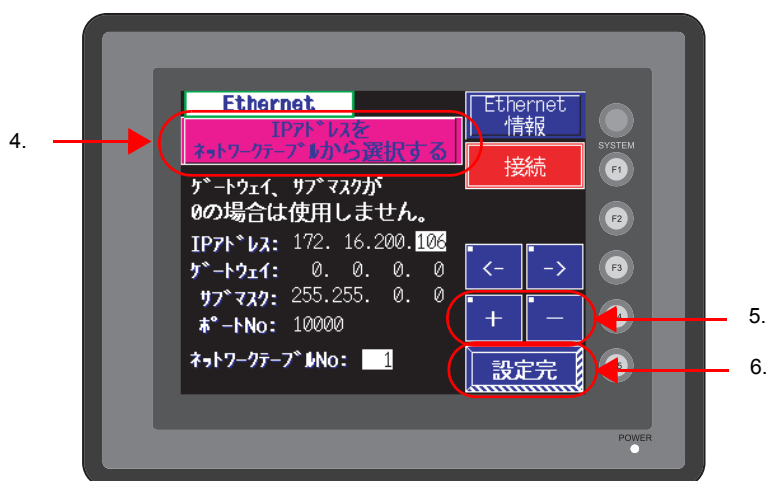 Ethernet
Ethernet
情報
IPｱﾄﾞﾚｽを
ﾈｯﾄﾜｰｸﾃｰﾌﾞﾙから選択する
4.
SYSTEM
接続
F1
ｹﾞｰﾄｳｪｲ、ｻﾌﾞﾏｽｸが
0の場合は使用しません。
F2
IPｱﾄﾞﾚｽ: 172. 16.200.106
ｹﾞｰﾄｳｪｲ: 0. 0. 0. 0
<- ->
F3
ｻﾌﾞﾏｽｸ: 255.255. 0. 0
ﾎﾟｰﾄNo: 10000
+ -
5.
ﾈｯﾄﾜｰｸﾃｰﾌﾞﾙNo: 1
設定完
6.
POWER